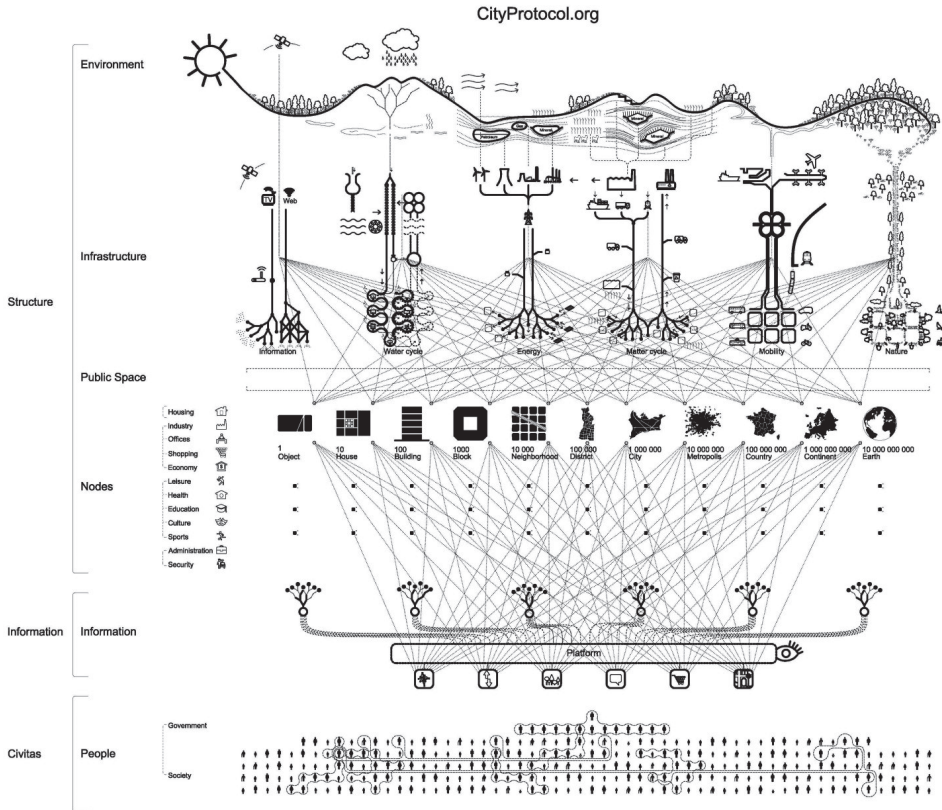 CityProtocol.org
Environment
TV Web
Infrastructure
Structure
Information Water cycle Energy Matter cycle Mobility Nature
Public Space
Housing
Industry
Offices
Shopping
Economy
Leisure
Health
Education
Culture
Sports
Administration
Security
1 10 100 1000 10 000 100 000 1 000 000 10 000 000 100 000 000 1 000 000 000 10 000 000 000
Object House Building Block Neighborhood District City Metropolis Country Continent Earth
Nodes
Information Information
Platform
Government
Civitas People
Society